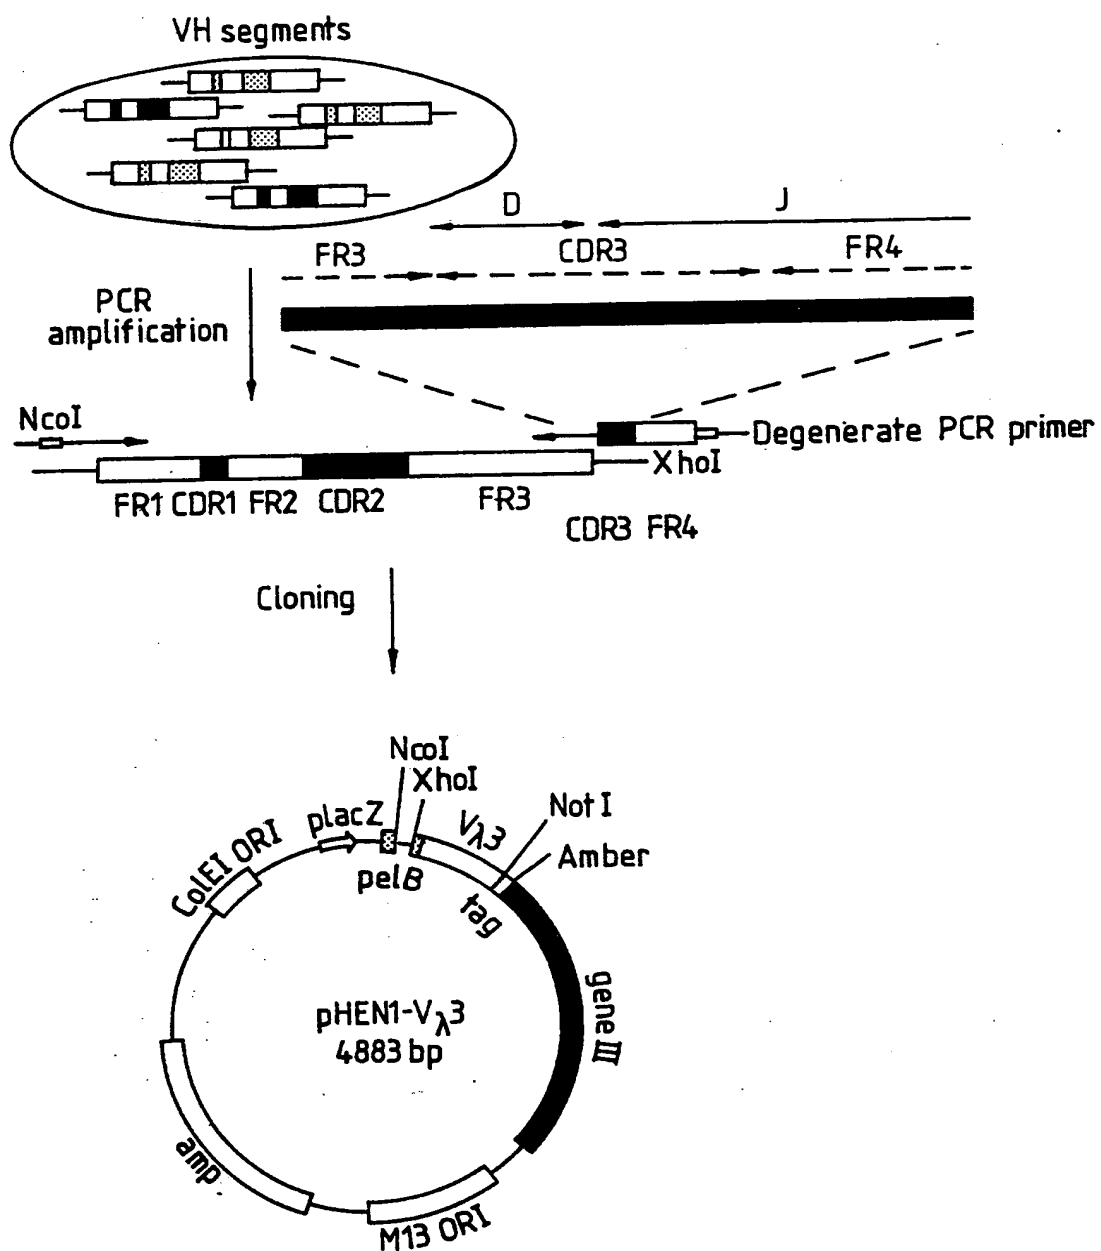 VH segments
D
J
FR3
CDR3
FR4
PCR
amplification
NcoI
Degenerate PCR primer
XhoI
FR1 CDR1 FR2 CDR2 FR3
CDR3 FR4
Cloning
NcoI
XhoI
placZ
Vλ3
Not I
Amber
ColEI ORI
pelB
tag
gene III
pHEN1-Vλ3
4883 bp
amp
M13 ORI